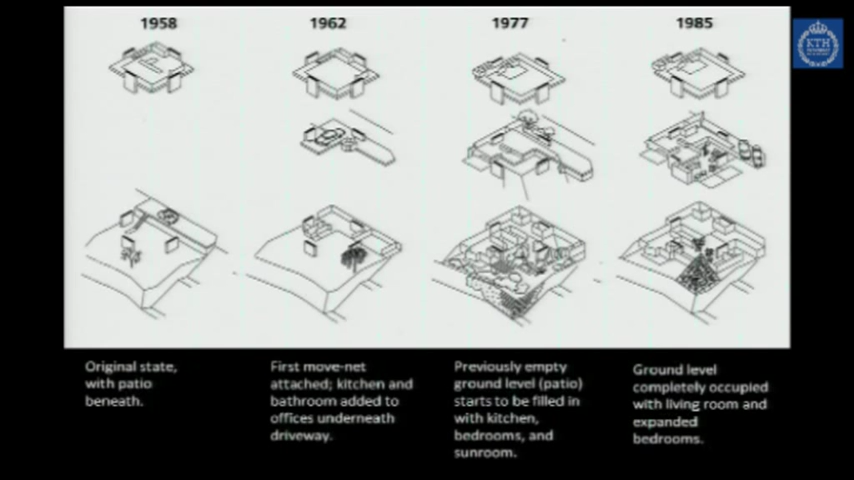 1958
1962
1977
1985
KTH
Original state,
with patio
beneath.
First move-net
attached; kitchen and
bathroom added to
offices underneath
driveway.
Previously empty
ground level (patio)
starts to be filled in
with kitchen,
bedrooms, and
sunroom.
Ground level
completely occupied
with living room and
expanded
bedrooms.